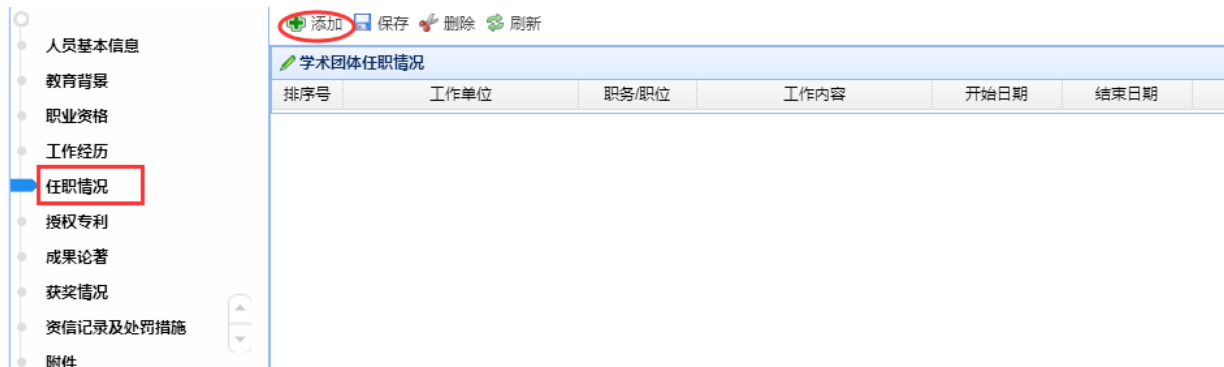 人员基本信息
教育背景
职业资格
工作经历
任职情况
授权专利
成果论著
获奖情况
资信记录及处罚措施
附件
添加 保存 删除 刷新
学术团体任职情况
排序号 工作单位 职务/职位 工作内容 开始日期 结束日期